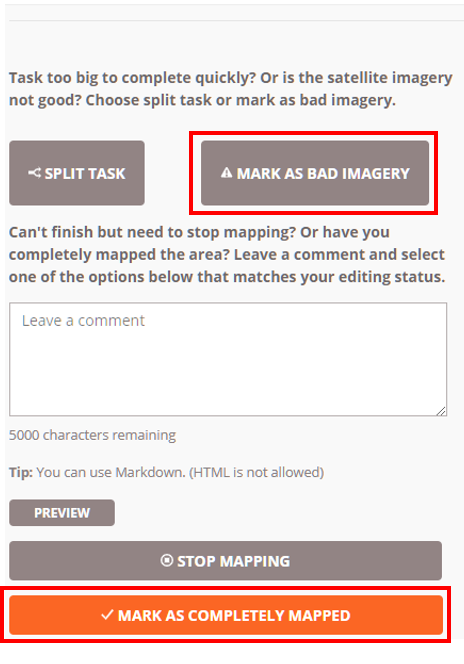 Task too big to complete quickly? Or is the satellite imagery
not good? Choose split task or mark as bad imagery.
SPLIT TASK
MARK AS BAD IMAGERY
Can't finish but need to stop mapping? Or have you
completely mapped the area? Leave a comment and select
one of the options below that matches your editing status.
Leave a comment
5000 characters remaining
Tip: You can use Markdown. (HTML is not allowed)
PREVIEW
STOP MAPPING
MARK AS COMPLETELY MAPPED